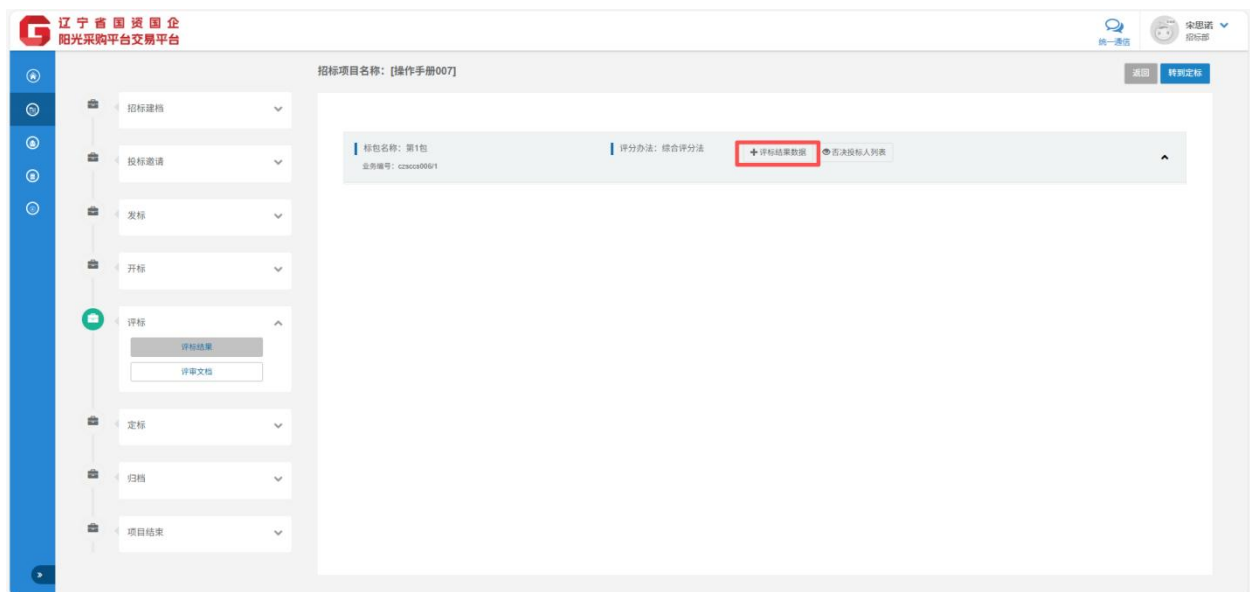 辽宁省国资国企
阳光采购平台交易平台
统一通信
宋思诺
招标部
招标项目名称：[操作手册007]
返回
转到定标
招标建档
投标邀请
发标
开标
评标
评标结果
评审文档
定标
归档
项目结束
标包名称：第1包
业务编号：czsccs006/1
评分办法：综合评分法
评标结果数据
否决投标人列表